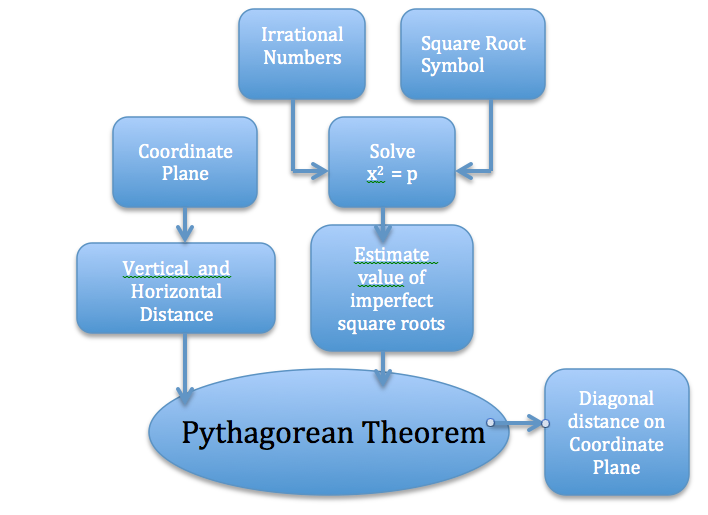 Irrational
Numbers
Square Root
Symbol
Coordinate
Plane
Solve
x² = p
Vertical and
Horizontal
Distance
Estimate
value of
imperfect
square roots
Pythagorean Theorem
Diagonal
distance on
Coordinate
Plane